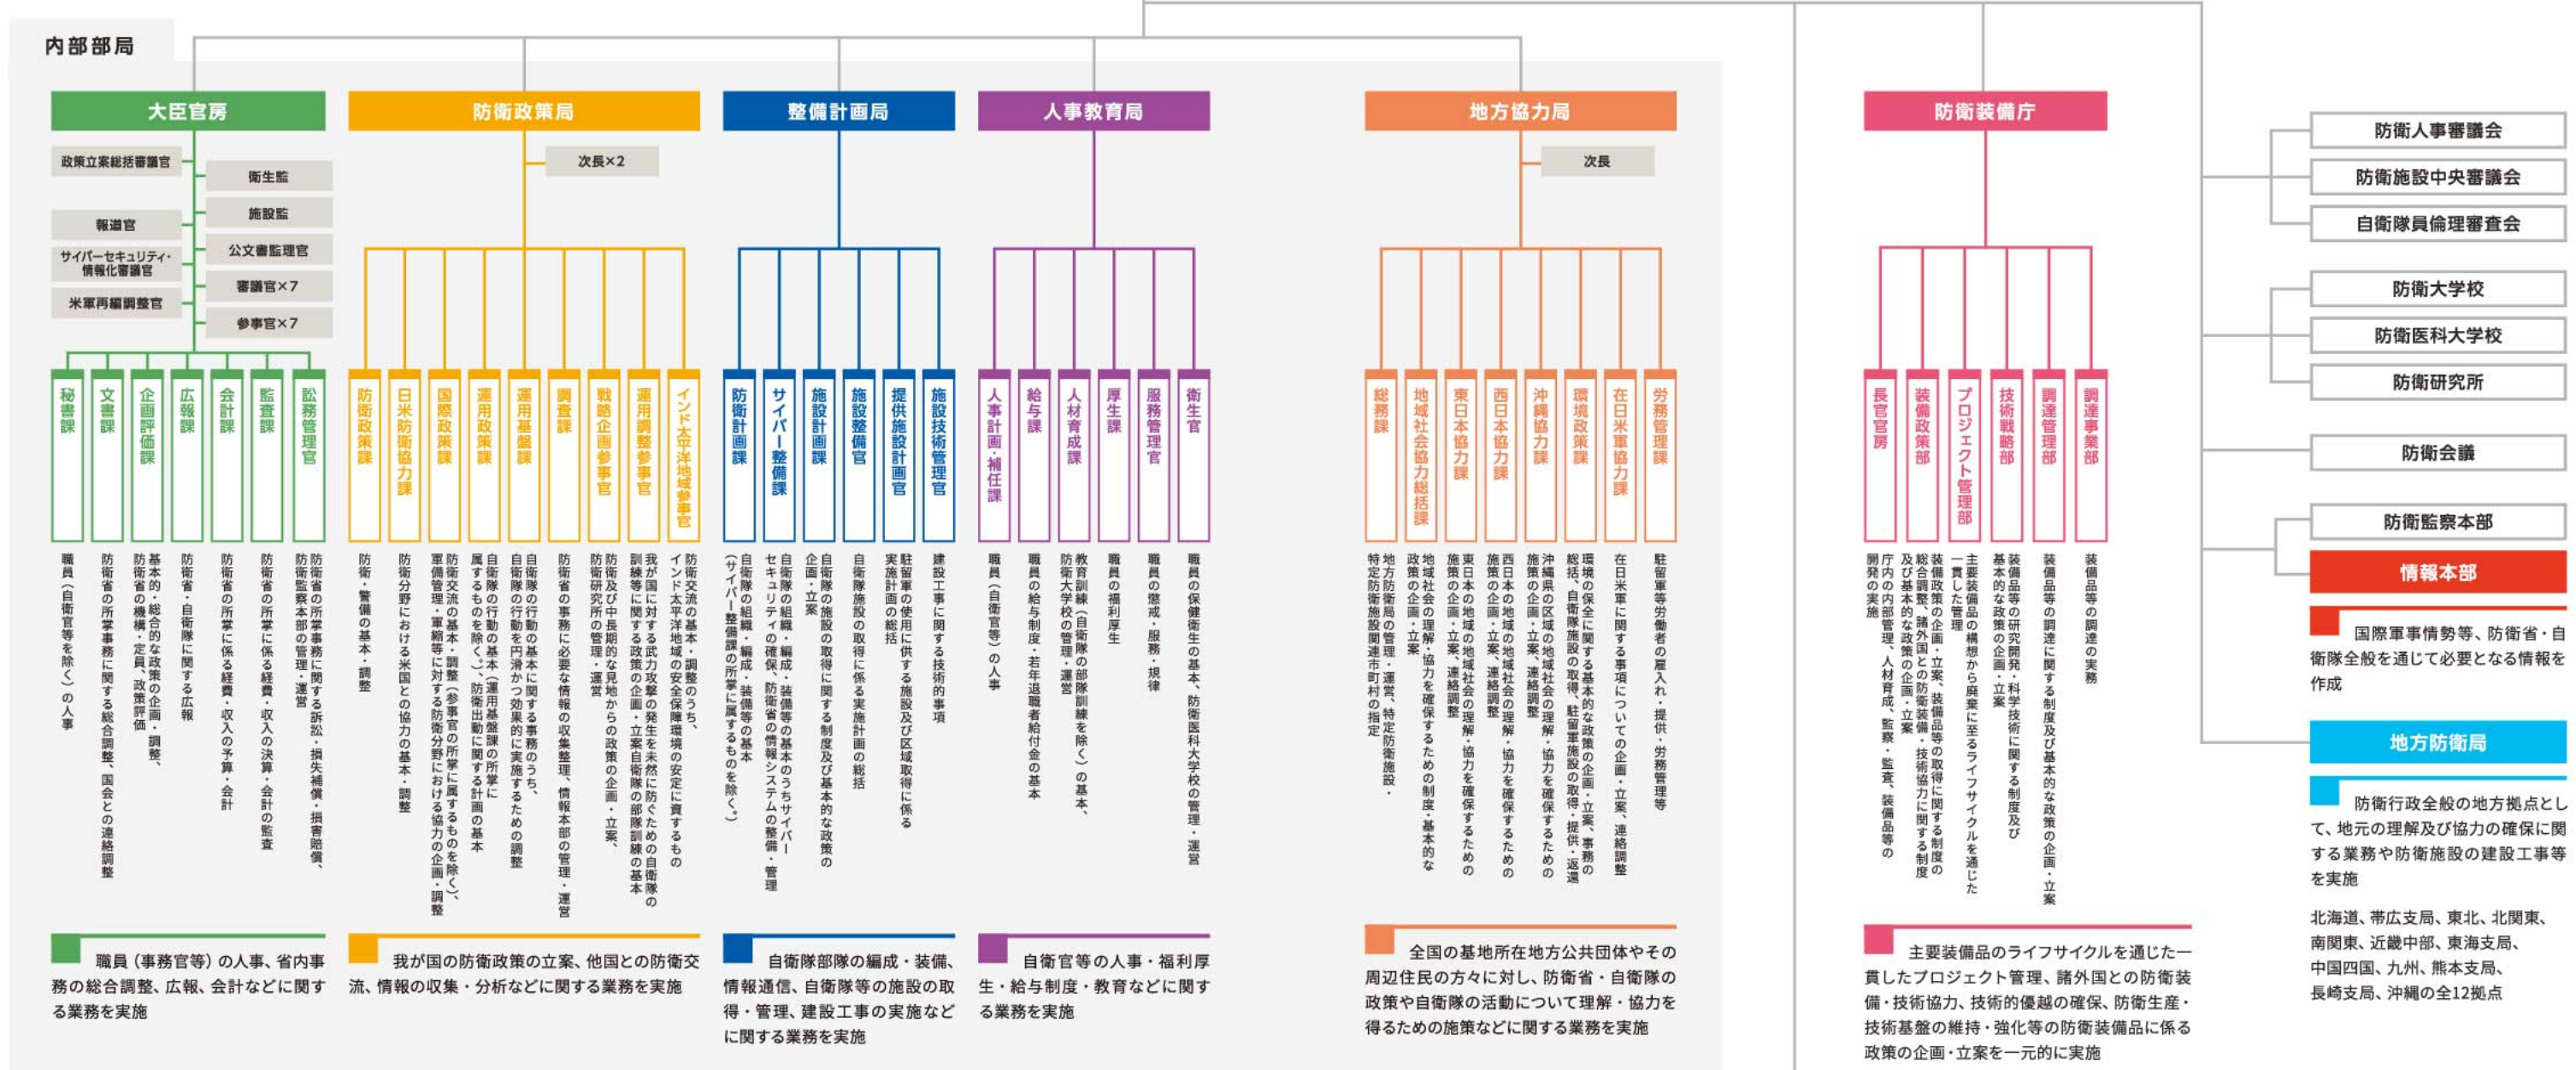 内部部局
大臣官房
政策立案総括審議官
衛生監
施設監
報道官
公文書監理官
サイバーセキュリティ・
情報化審議官
審議官×7
米軍再編調整官
参事官×7
秘書課
文書課
企画評価課
広報課
会計課
監査課
訟務管理官
職員（自衛官等を除く）の人事
防衛省の所掌事務に関する総合調整、国会との連絡調整
基本的・総合的な政策の企画・調整、
防衛省の機構・定員、政策評価
防衛省・自衛隊に関する広報
防衛省の所掌に係る経費・収入の予算・会計
防衛省の所掌に係る経費・収入の決算・会計の監査
防衛省の所掌事務に関する訴訟・損失補償・損害賠償、
防衛監察本部の管理・運営
職員（事務官等）の人事、省内事
務の総合調整、広報、会計などに関す
る業務を実施
防衛政策局
次長×2
防衛政策課
日米防衛協力課
国際政策課
運用政策課
運用基盤課
調査課
戦略企画参事官
運用調整参事官
インド太平洋地域参事官
防衛・警備の基本・調整
防衛分野における米国との協力の基本・調整
防衛交流の基本・調整（参事官の所掌に属するものを除く）、
軍備管理・軍縮等に対する防衛分野における協力の企画・調整
自衛隊の行動の基本（運用基盤課の所掌に
属するものを除く。）、防衛出動に関する計画の基本
自衛隊の行動の基本に関する事務のうち、
自衛隊の行動を円滑かつ効果的に実施するための調整
防衛省の事務に必要な情報の収集整理、情報本部の管理・運営
防衛及び中長期的な見地からの政策の企画・立案、
防衛研究所の管理・運営
我が国に対する武力攻撃の発生を未然に防ぐための自衛隊の
訓練等に関する政策の企画・立案自衛隊の部隊訓練の基本
防衛交流の基本・調整のうち、
インド太平洋地域の安全保障環境の安定に資するもの
我が国の防衛政策の立案、他国との防衛交
流、情報の収集・分析などに関する業務を実施
整備計画局
防衛計画課
サイバー整備課
施設計画課
施設整備官
提供施設計画官
施設技術管理官
自衛隊の組織・編成・装備等の基本
（サイバー整備課の所掌に属するものを除く。）
自衛隊の組織・編成・装備等の基本のうちサイバー
セキュリティの確保、防衛省の情報システムの整備・管理
自衛隊の施設の取得に関する制度及び基本的な政策の
企画・立案
自衛隊施設の取得に係る実施計画の総括
駐留軍の使用に供する施設及び区域取得に係る
実施計画の総括
建設工事に関する技術的事項
自衛隊部隊の編成・装備、
情報通信、自衛隊等の施設の取
得・管理、建設工事の実施など
に関する業務を実施
人事教育局
人事計画・補任課
給与課
人材育成課
厚生課
服務管理官
衛生官
職員（自衛官等）の人事
職員の給与制度・若年退職者給付金の基本
教育訓練（自衛隊の部隊訓練を除く）の基本、
防衛大学校の管理・運営
職員の福利厚生
職員の懲戒・服務・規律
職員の保健衛生の基本、防衛医科大学校の管理・運営
自衛官等の人事・福利厚
生・給与制度・教育などに関す
る業務を実施
地方協力局
次長
総務課
地域社会協力総括課
東日本協力課
西日本協力課
沖縄協力課
環境政策課
在日米軍協力課
労務管理課
地方防衛局の管理・運営、特定防衛施設・
特定防衛施設関連市町村の指定
地域社会の理解・協力を確保するための制度・基本的な
政策の企画・立案
東日本の地域の地域社会の理解・協力を確保するための
施策の企画・立案、連絡調整
西日本の地域の地域社会の理解・協力を確保するための
施策の企画・立案、連絡調整
沖縄県の区域の地域社会の理解・協力を確保するための
施策の企画・立案、連絡調整
環境の保全に関する基本的な政策の企画・立案、事務の
総括、自衛隊施設の取得、駐留軍施設の取得・提供・返還
在日米軍に関する事項についての企画・立案、連絡調整
駐留軍等労働者の雇入れ・提供・労務管理等
全国の基地所在地方公共団体やその
周辺住民の方々に対し、防衛省・自衛隊の
政策や自衛隊の活動について理解・協力を
得るための施策などに関する業務を実施
防衛装備庁
長官官房
装備政策部
プロジェクト管理部
技術戦略部
調達管理部
調達事業部
庁内の内部管理、人材育成、監察・監査、装備品等の
開発の実施
装備政策の企画・立案、装備品等の取得に関する制度の
総合調整、諸外国との防衛装備・技術協力に関する制度
及び基本的な政策の企画・立案
主要装備品の構想から廃棄に至るライフサイクルを通じた
一貫した管理
装備品等の研究開発・科学技術に関する制度及び
基本的な政策の企画・立案
装備品等の調達に関する制度及び基本的な政策の企画・立案
装備品等の調達の実務
主要装備品のライフサイクルを通じた一
貫したプロジェクト管理、諸外国との防衛装
備・技術協力、技術的優越の確保、防衛生産・
技術基盤の維持・強化等の防衛装備品に係る
政策の企画・立案を一元的に実施
防衛人事審議会
防衛施設中央審議会
自衛隊員倫理審査会
防衛大学校
防衛医科大学校
防衛研究所
防衛会議
防衛監察本部
情報本部
国際軍事情勢等、防衛省・自
衛隊全般を通じて必要となる情報を
作成
地方防衛局
防衛行政全般の地方拠点とし
て、地元の理解及び協力の確保に関
する業務や防衛施設の建設工事等
を実施
北海道、帯広支局、東北、北関東、
南関東、近畿中部、東海支局、
中国四国、九州、熊本支局、
長崎支局、沖縄の全12拠点